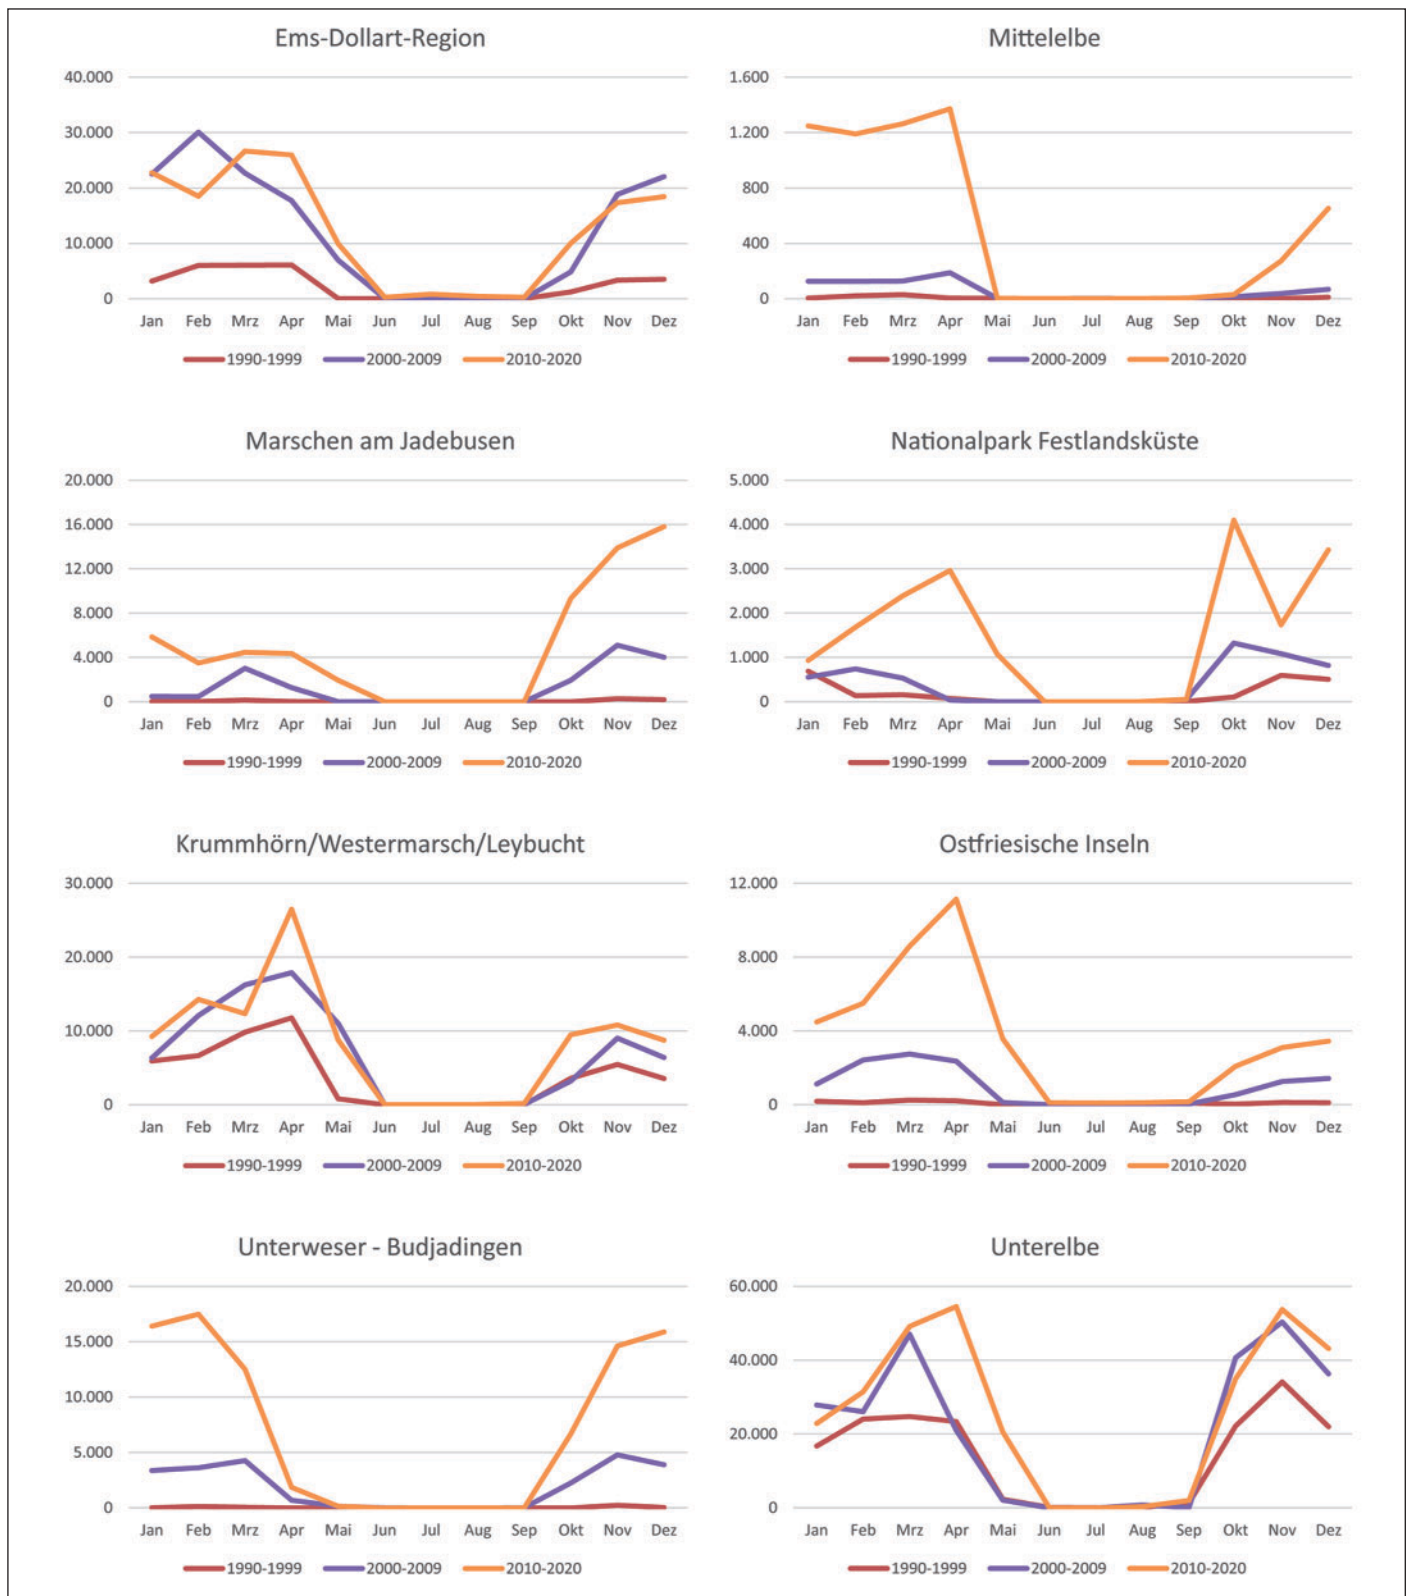 Ems-Dollart-Region
40.000
30.000
20.000
10.000
0
Jan Feb Mrz Apr Mai Jun Jul Aug Sep Okt Nov Dez
1990-1999 2000-2009 2010-2020
Mittelelbe
1.600
1.200
800
400
0
Jan Feb Mrz Apr Mai Jun Jul Aug Sep Okt Nov Dez
1990-1999 2000-2009 2010-2020
Marschen am Jadebusen
20.000
16.000
12.000
8.000
4.000
0
Jan Feb Mrz Apr Mai Jun Jul Aug Sep Okt Nov Dez
1990-1999 2000-2009 2010-2020
Nationalpark Festlandsküste
5.000
4.000
3.000
2.000
1.000
0
Jan Feb Mrz Apr Mai Jun Jul Aug Sep Okt Nov Dez
1990-1999 2000-2009 2010-2020
Krummhörn/Westermarsch/Leybucht
30.000
20.000
10.000
0
Jan Feb Mrz Apr Mai Jun Jul Aug Sep Okt Nov Dez
1990-1999 2000-2009 2010-2020
Ostfriesische Inseln
12.000
8.000
4.000
0
Jan Feb Mrz Apr Mai Jun Jul Aug Sep Okt Nov Dez
1990-1999 2000-2009 2010-2020
Unterweser - Budjadingen
20.000
15.000
10.000
5.000
0
Jan Feb Mrz Apr Mai Jun Jul Aug Sep Okt Nov Dez
1990-1999 2000-2009 2010-2020
Unterelbe
60.000
40.000
20.000
0
Jan Feb Mrz Apr Mai Jun Jul Aug Sep Okt Nov Dez
1990-1999 2000-2009 2010-2020